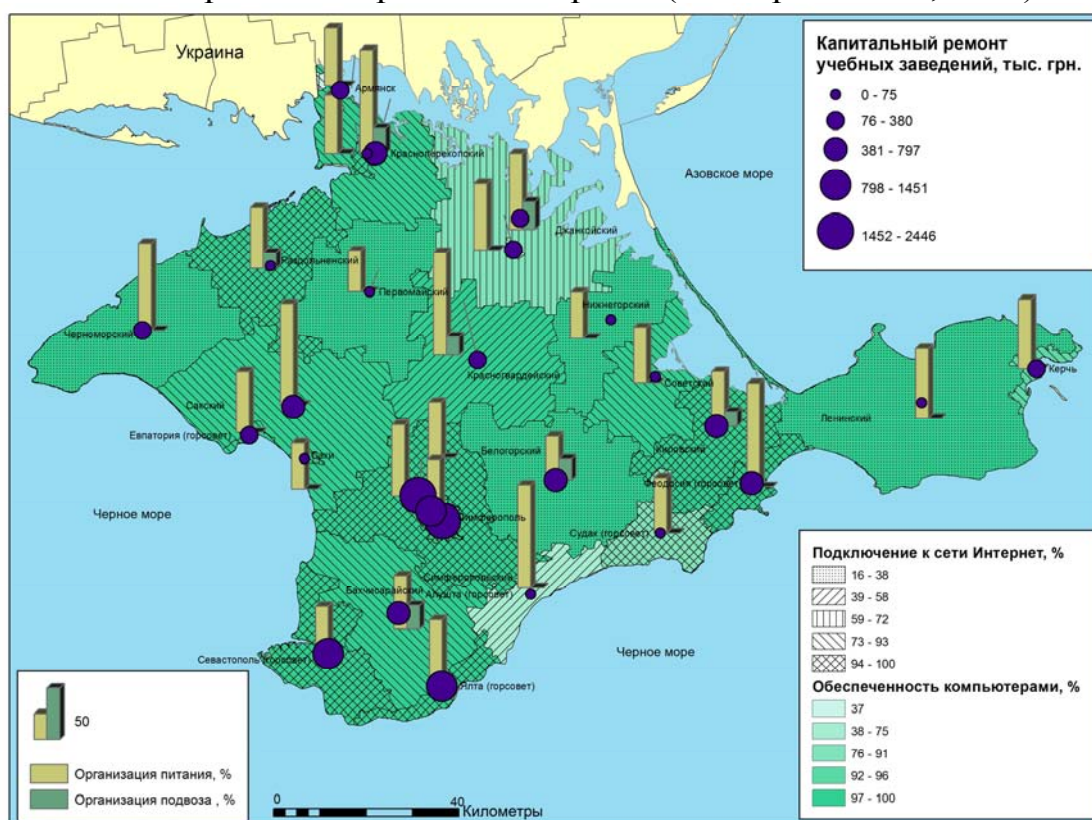 Украина
Армянск
Красноперекопский
Азовское море
Джанкойский
Раздольненский
Первомайский
Нижнегорский
Черноморский
Красногвардейский
Советский
Керчь
Сакский
Ленинский
Евпатория (горсовет)
Белогорский
Кировский
Саки
Феодосия (горсовет)
Черное море
Симферополь
Судак (горсовет)
Симферопольский
Бахчисарайский
Алушта (горсовет)
Черное море
Севастополь (горсовет)
Ялта (горсовет)
Капитальный ремонт
учебных заведений, тыс. грн.
0 - 75
76 - 380
381 - 797
798 - 1451
1452 - 2446
Подключение к сети Интернет, %
16 - 38
39 - 58
59 - 72
73 - 93
94 - 100
Обеспеченность компьютерами, %
37
38 - 75
76 - 91
92 - 96
97 - 100
50
Организация питания, %
Организация подвоза , %
0 40
Километры